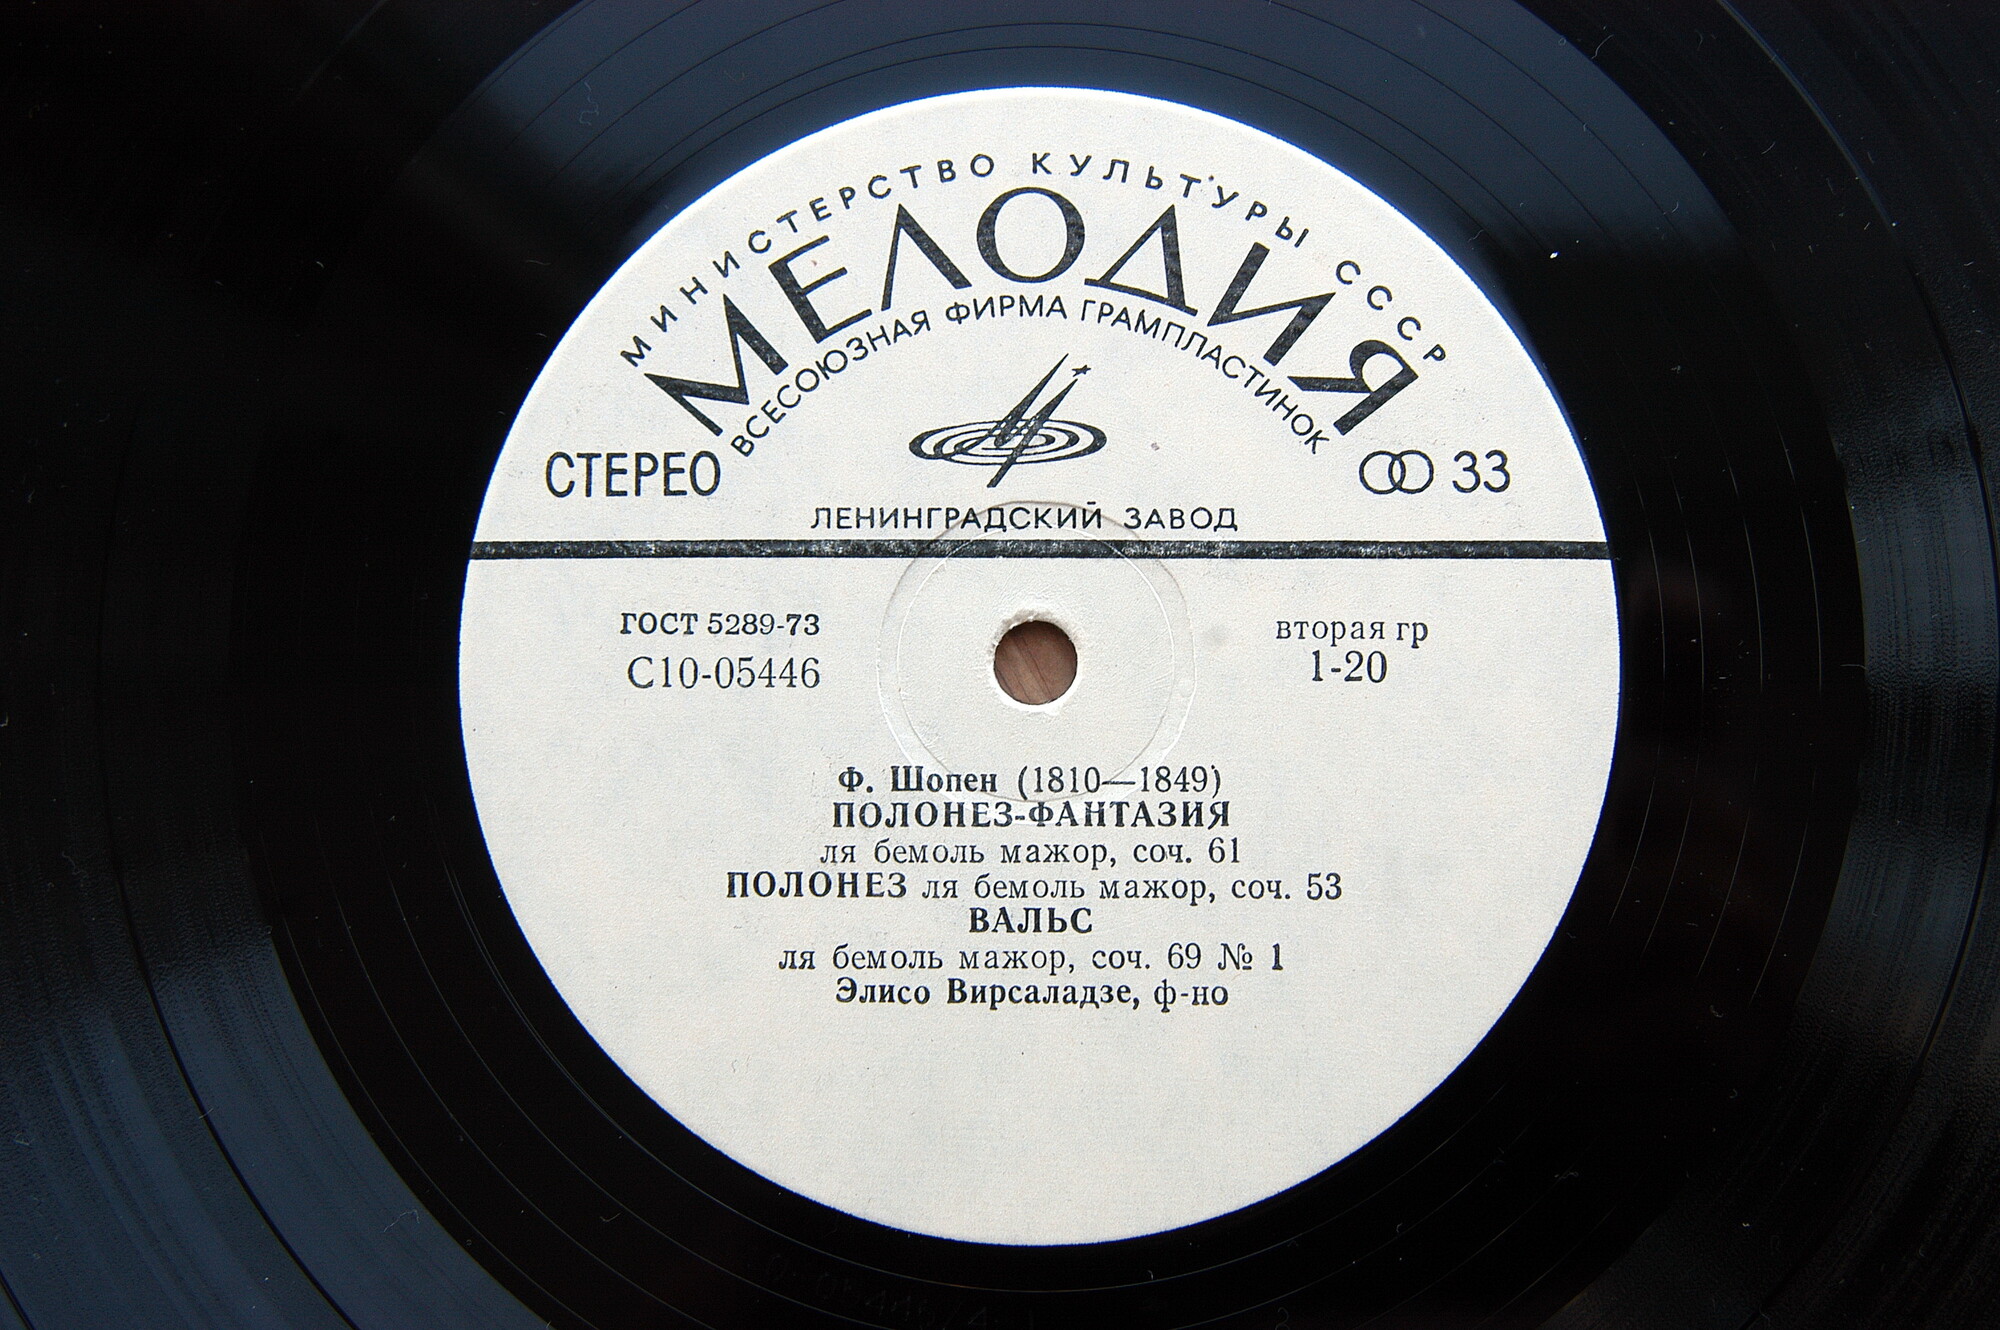 МИНИСТЕРСТВО КУЛЬТУРЫ СССР
МЕЛОДИЯ
ВСЕСОЮЗНАЯ ФИРМА ГРАМПЛАСТИНОК
СТЕРЕО
33
ЛЕНИНГРАДСКИЙ ЗАВОД
ГОСТ 5289-73
С10-05446
вторая гр
1-20
Ф. Шопен (1810—1849)
ПОЛОНЕЗ-ФАНТАЗИЯ
ля бемоль мажор, соч. 61
ПОЛОНЕЗ ля бемоль мажор, соч. 53
ВАЛЬС
ля бемоль мажор, соч. 69 № 1
Элисо Вирсаладзе, ф-но